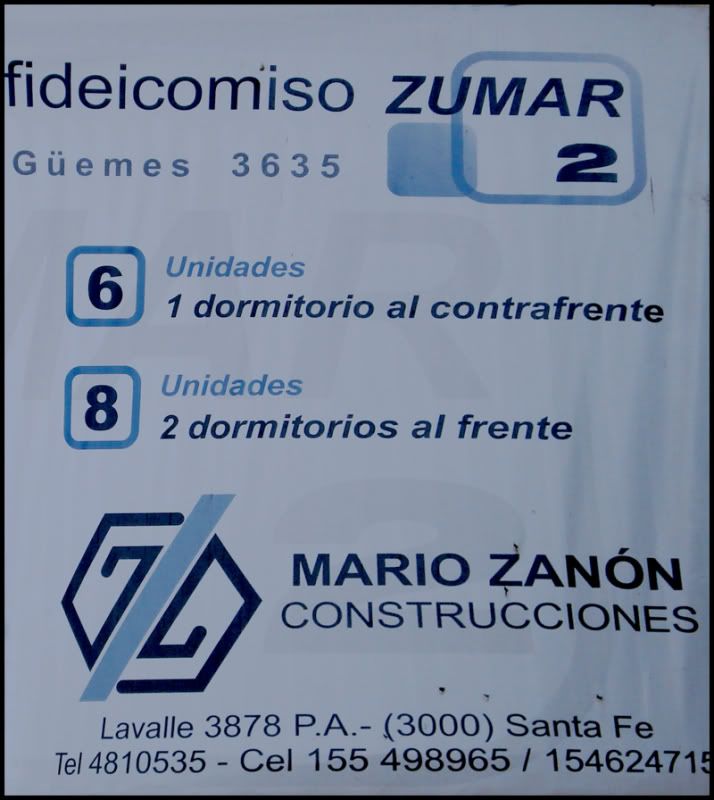 fideicomiso ZUMAR
2
Güemes 3635
6 Unidades
1 dormitorio al contrafrente
8 Unidades
2 dormitorios al frente
MARIO ZANÓN
CONSTRUCCIONES
Lavalle 3878 P.A.- (3000) Santa Fe
Tel 4810535 - Cel 155 498965 / 154624715